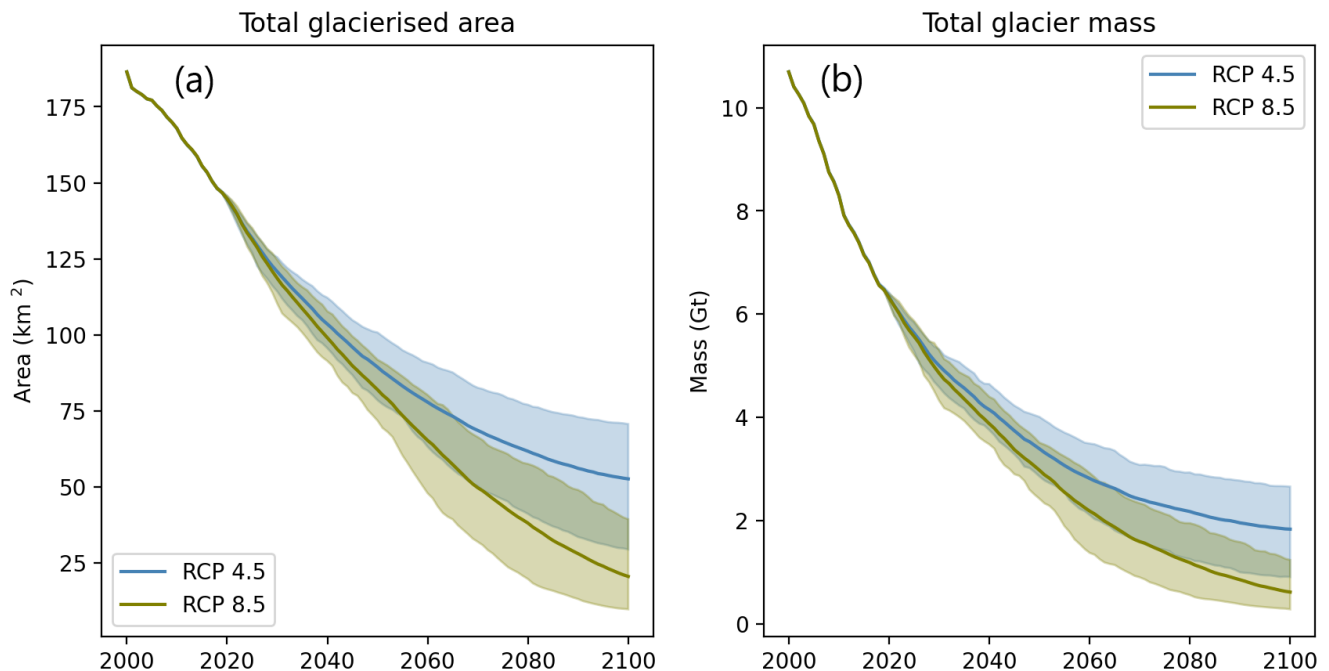 Total glacierised area
(a)
Area (km ²)
175
150
125
100
75
50
25
RCP 4.5
RCP 8.5
2000 2020 2040 2060 2080 2100
Total glacier mass
(b)
RCP 4.5
RCP 8.5
Mass (Gt)
10
8
6
4
2
0
2000 2020 2040 2060 2080 2100